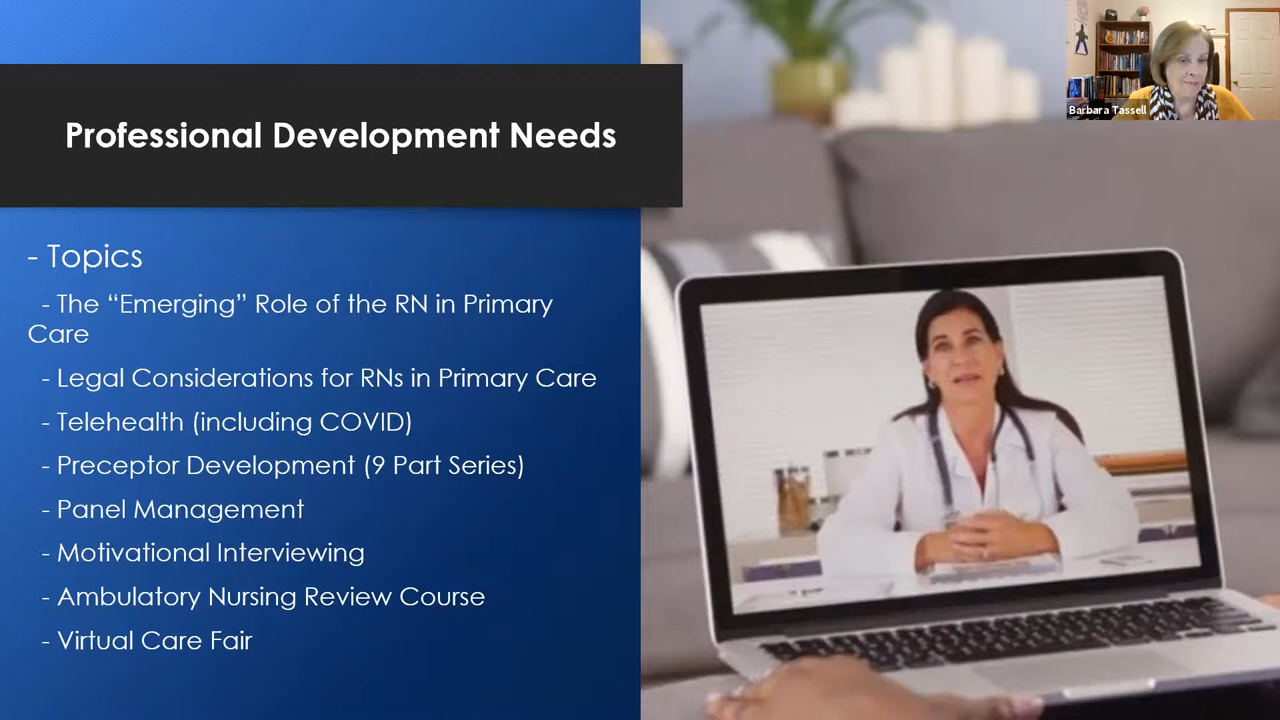 Professional Development Needs
- Topics
- The “Emerging” Role of the RN in Primary
Care
- Legal Considerations for RNs in Primary Care
- Telehealth (including COVID)
- Preceptor Development (9 Part Series)
- Panel Management
- Motivational Interviewing
- Ambulatory Nursing Review Course
- Virtual Care Fair
Barbara Tassell